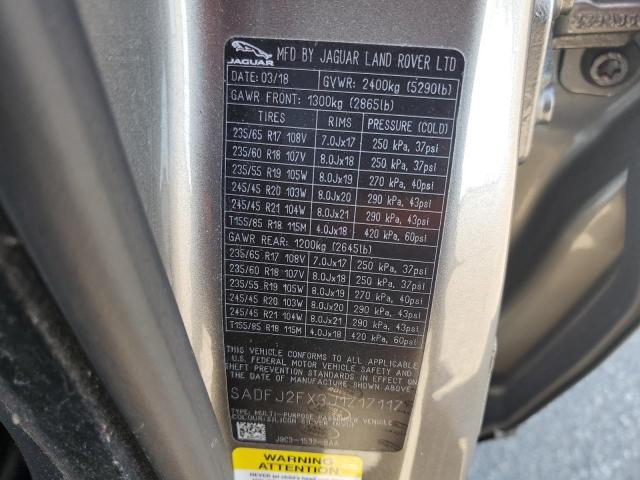 JAGUAR MFD BY JAGUAR LAND ROVER LTD
DATE: 03/18 GVWR: 2400kg (5290lb)
GAWR FRONT: 1300kg (2865lb)
TIRES RIMS PRESSURE (COLD)
235/65 R17 108V 7.0Jx17 250 kPa, 37psi
235/60 R18 107V 8.0Jx18 250 kPa, 37psi
235/55 R19 105W 8.0Jx19 270 kPa, 40psi
245/45 R20 103W 8.0Jx20 290 kPa, 43psi
245/45 R21 104W 8.0Jx21 290 kPa, 43psi
T155/85 R18 115M 4.0Jx18 420 kPa, 60psi
GAWR REAR: 1200kg (2645lb)
235/65 R17 108V 7.0Jx17 250 kPa, 37psi
235/60 R18 107V 8.0Jx18 250 kPa, 37psi
235/55 R19 105W 8.0Jx19 270 kPa, 40psi
245/45 R20 103W 8.0Jx20 290 kPa, 43psi
245/45 R21 104W 8.0Jx21 290 kPa, 43psi
T155/85 R18 115M 4.0Jx18 420 kPa, 60psi
THIS VEHICLE CONFORMS TO ALL APPLICABLE
U.S. FEDERAL MOTOR VEHICLE SAFETY AND
THEFT PREVENTION STANDARDS IN EFFECT ON
THE DATE OF MANUFACTURE SHOWN ABOVE
SADFJ2FX3J1Z17117
TYPE: MULTI-PURPOSE PASSENGER VEHICLE
COLOUR: SILICON SILVER
WARNING
ATTENTION